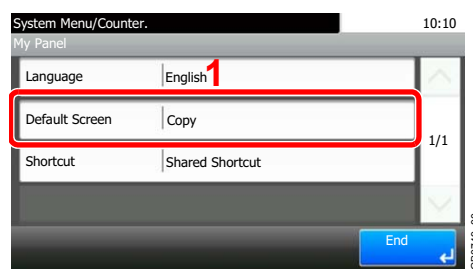 System Menu/Counter. 10:10
My Panel
Language English 1
Default Screen Copy
1/1
Shortcut Shared Shortcut
End